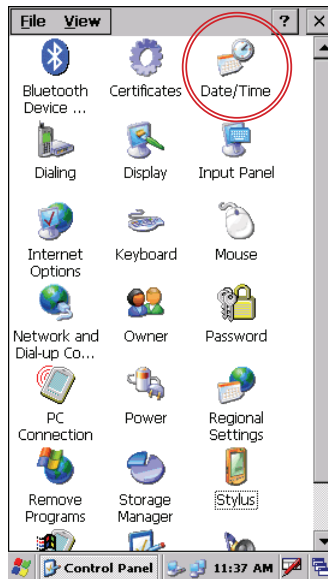 File View ? ×
Bluetooth
Device ...
Certificates
Date/Time
Dialing
Display
Input Panel
Internet
Options
Keyboard
Mouse
Network and
Dial-up Co...
Owner
Password
PC
Connection
Power
Regional
Settings
Remove
Programs
Storage
Manager
Stylus
Control Panel 11:37 AM